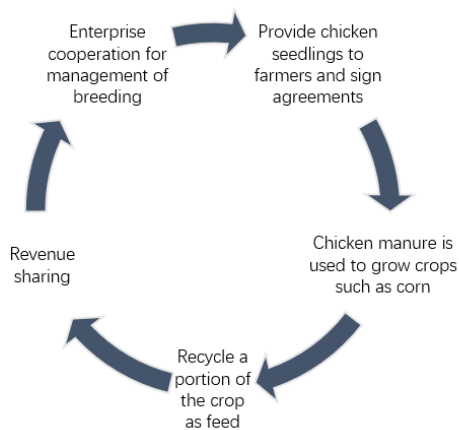 Enterprise
cooperation for
management of
breeding
Provide chicken
seedlings to
farmers and sign
agreements
Chicken manure is
used to grow crops
such as corn
Recycle a
portion of
the crop
as feed
Revenue
sharing